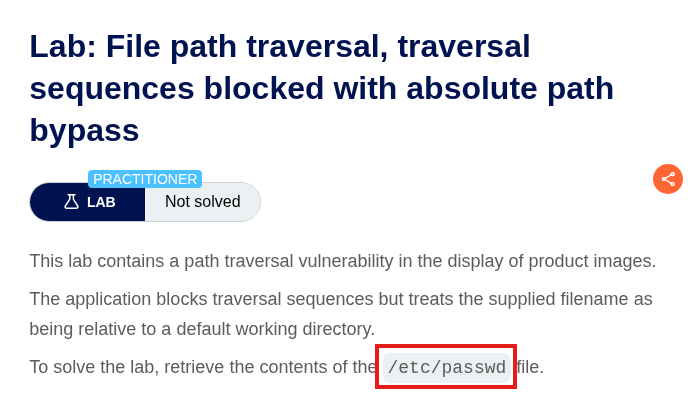 Lab: File path traversal, traversal
sequences blocked with absolute path
bypass
PRACTITIONER
LAB
Not solved
This lab contains a path traversal vulnerability in the display of product images.
The application blocks traversal sequences but treats the supplied filename as
being relative to a default working directory.
To solve the lab, retrieve the contents of the /etc/passwd file.